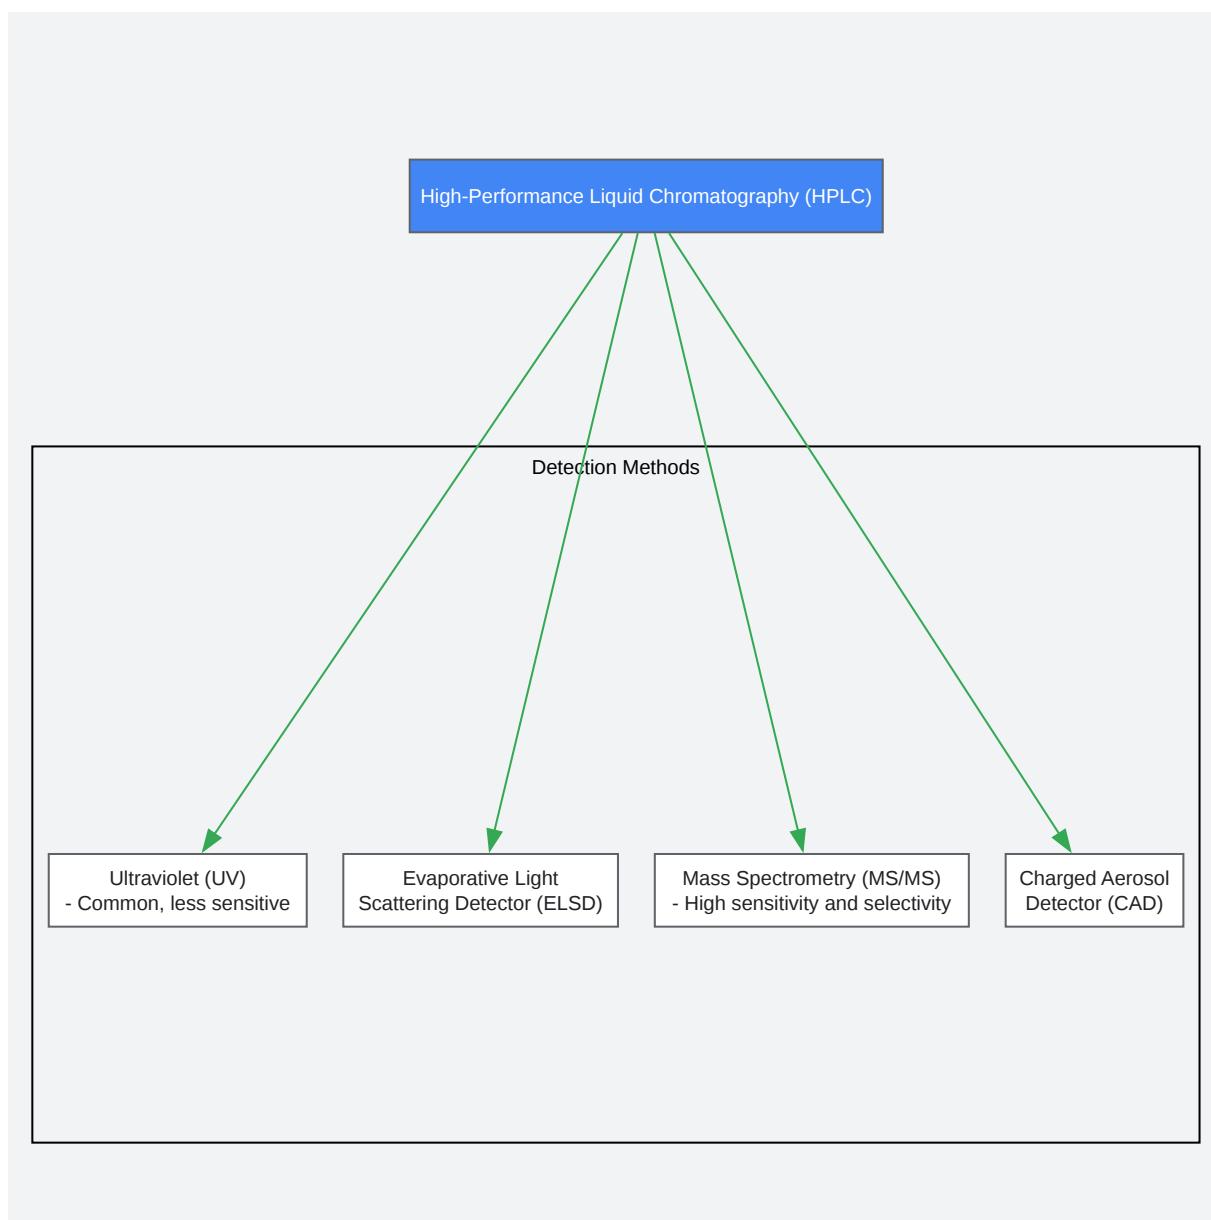 High-Performance Liquid Chromatography (HPLC)
Detection Methods
Ultraviolet (UV)
- Common, less sensitive
Evaporative Light
Scattering Detector (ELSD)
Mass Spectrometry (MS/MS)
- High sensitivity and selectivity
Charged Aerosol
Detector (CAD)